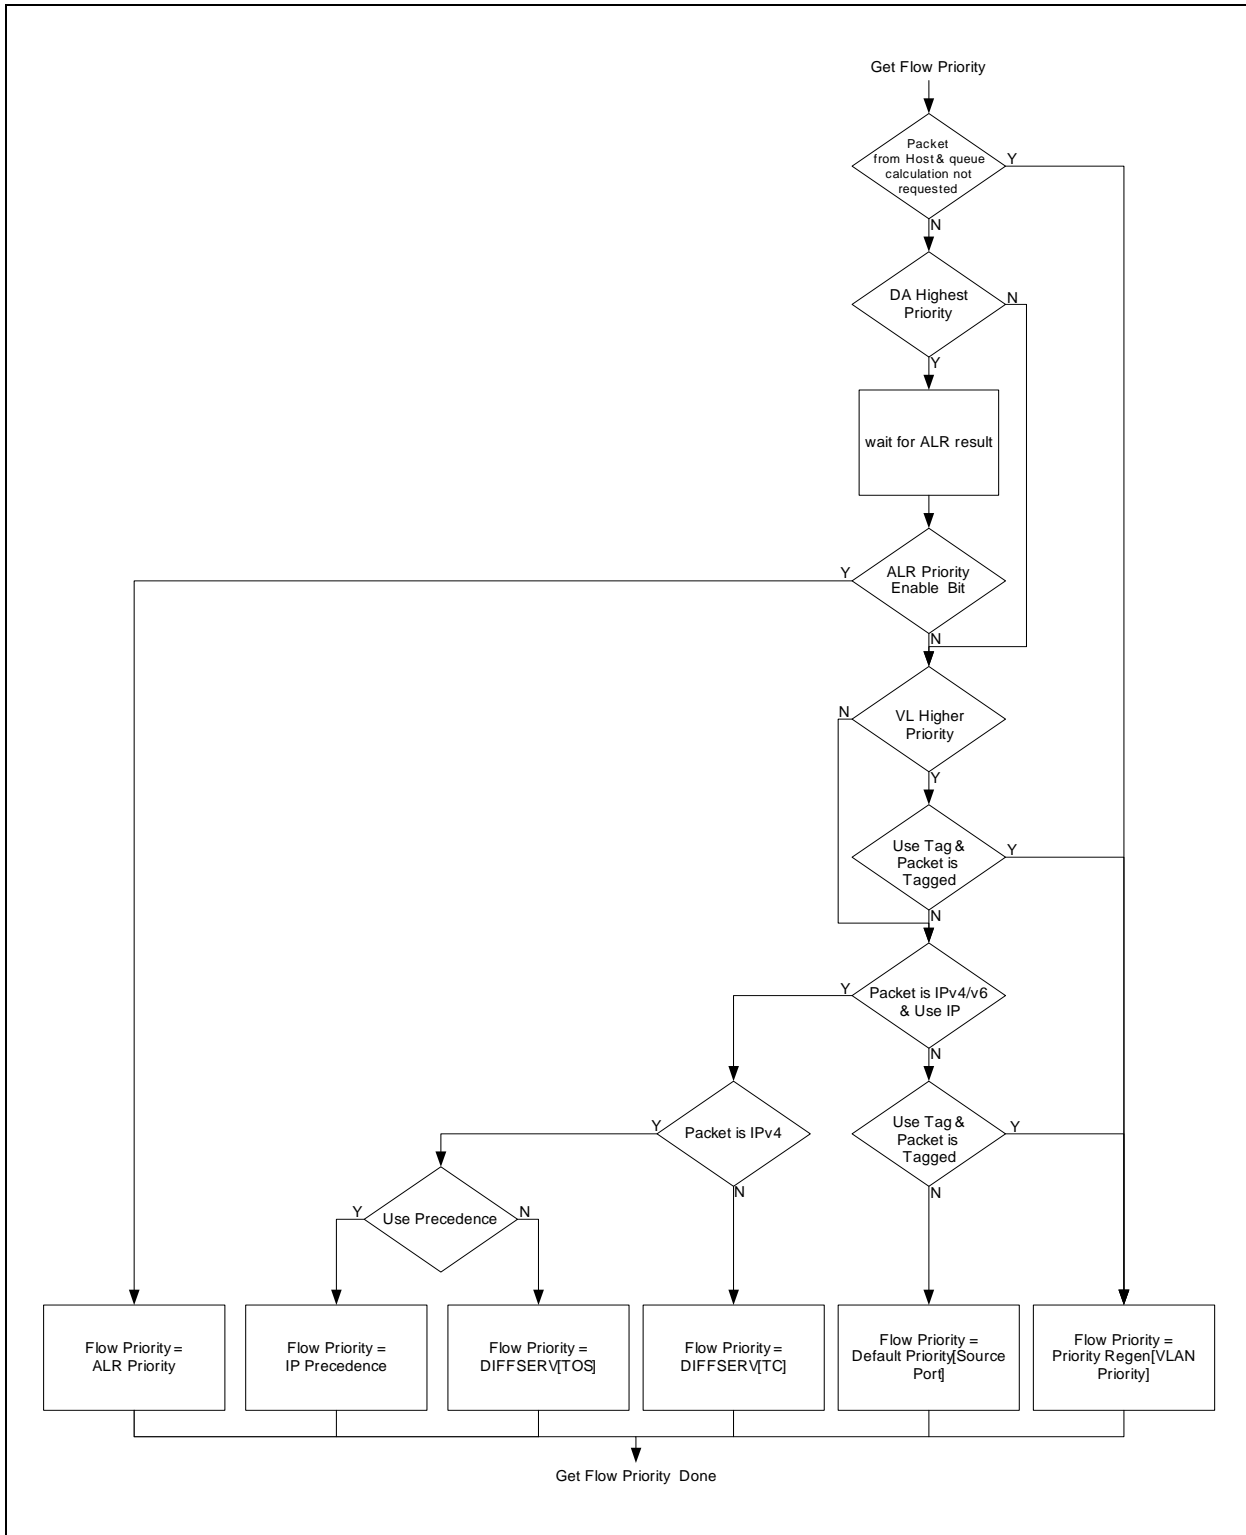 Get Flow Priority
Packet
from Host & queue
calculation not
requested
Y
N
DA Highest
Priority
N
Y
wait for ALR result
ALR Priority
Enable Bit
Y
N
VL Higher
Priority
N
Y
Use Tag &
Packet is
Tagged
Y
N
Packet is IPv4/v6
& Use IP
Y
N
Packet is IPv4
Y
N
Use Tag &
Packet is
Tagged
Y
N
Use Precedence
Y
N
Flow Priority =
ALR Priority
Flow Priority =
IP Precedence
Flow Priority =
DIFFSERV[TOS]
Flow Priority =
DIFFSERV[TC]
Flow Priority =
Default Priority[Source
Port]
Flow Priority =
Priority Regen[VLAN
Priority]
Get Flow Priority Done